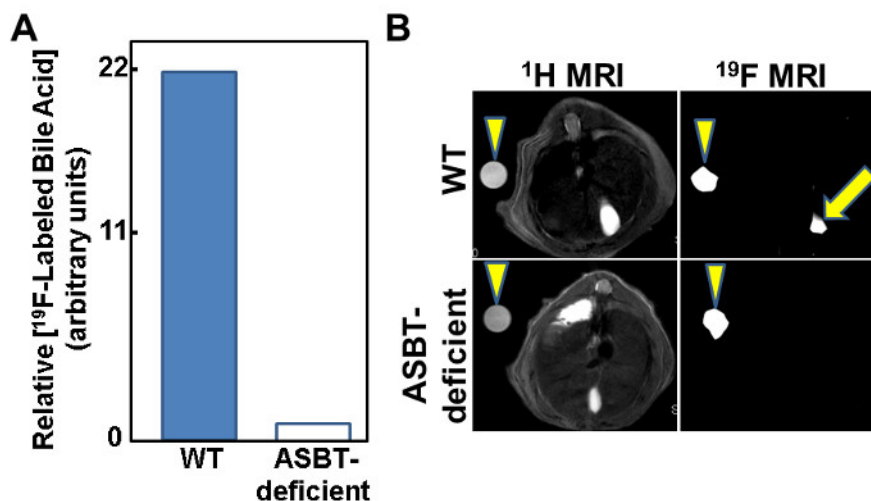 A
Relative [¹⁹F-Labeled Bile Acid]
(arbitrary units)
22
11
0
WT
ASBT-
deficient
B
¹H MRI
¹⁹F MRI
WT
ASBT-
deficient